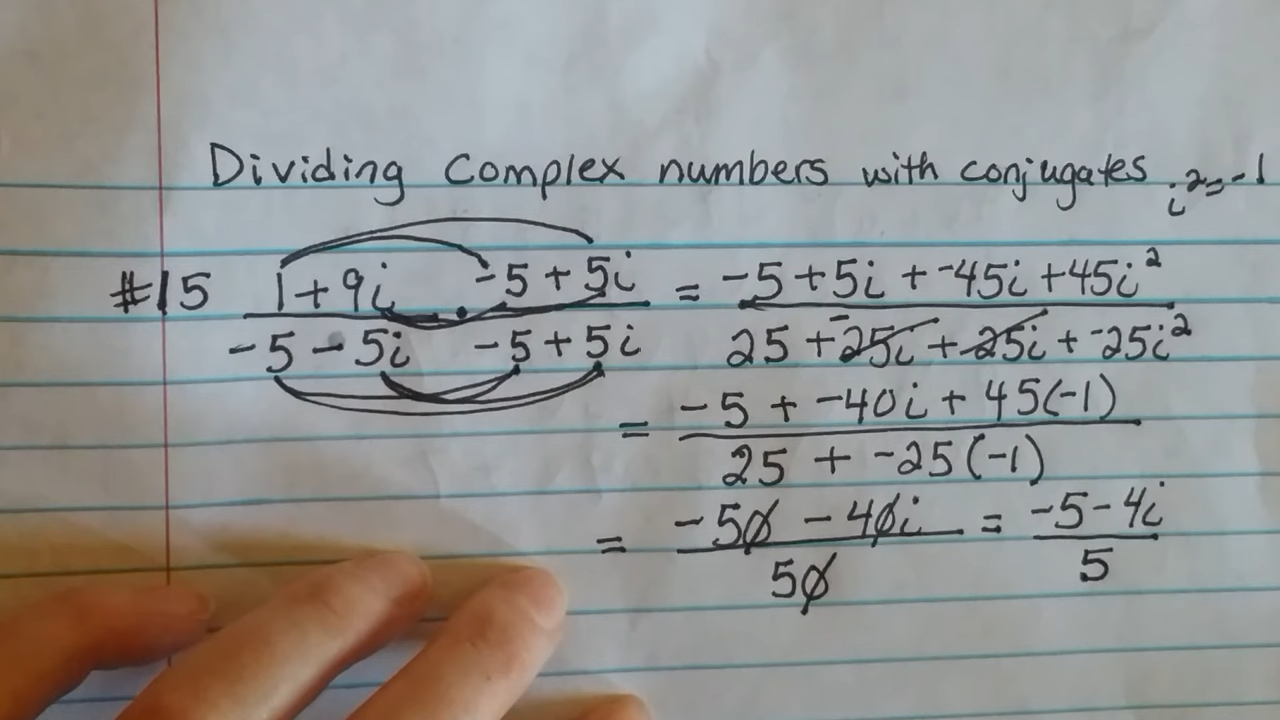 Dividing Complex numbers with conjugates i²=-1
#15 (1+9i)/(-5-5i) · (-5+5i)/(-5+5i) = (-5+5i+-45i+45i²)/(25+-25i+25i+-25i²)
= (-5+-40i+45(-1))/(25+-25(-1))
= (-50-40i)/50 = (-5-4i)/5